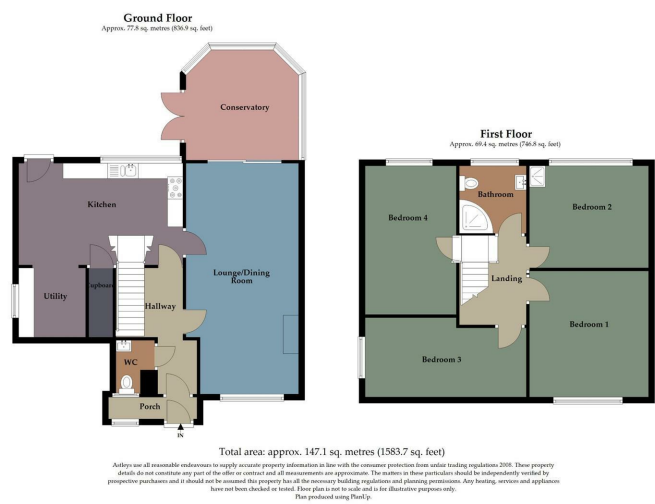 Ground Floor
Approx. 77.8 sq. metres (836.9 sq. feet)
Conservatory
Kitchen
Utility
Cupboard
Hallway
Lounge/Dining
Room
WC
Porch
IN
First Floor
Approx. 69.4 sq. metres (746.8 sq. feet)
Bedroom 4
Bathroom
Bedroom 2
Landing
Bedroom 1
Bedroom 3
Total area: approx. 147.1 sq. metres (1583.7 sq. feet)
Astleys use all reasonable endeavours to supply accurate property information in line with the consumer protection from unfair trading regulations 2008. These property
details do not constitute any part of the offer or contract and all measurements are approximate. The matters in these particulars should be independently verified by
prospective purchasers and it should not be assumed this property has all the necessary building regulations and planning permissions. Any heating, services and appliances
have not been checked or tested. Floor plan is not to scale and is for illustrative purposes only.
Plan produced using PlanUp.